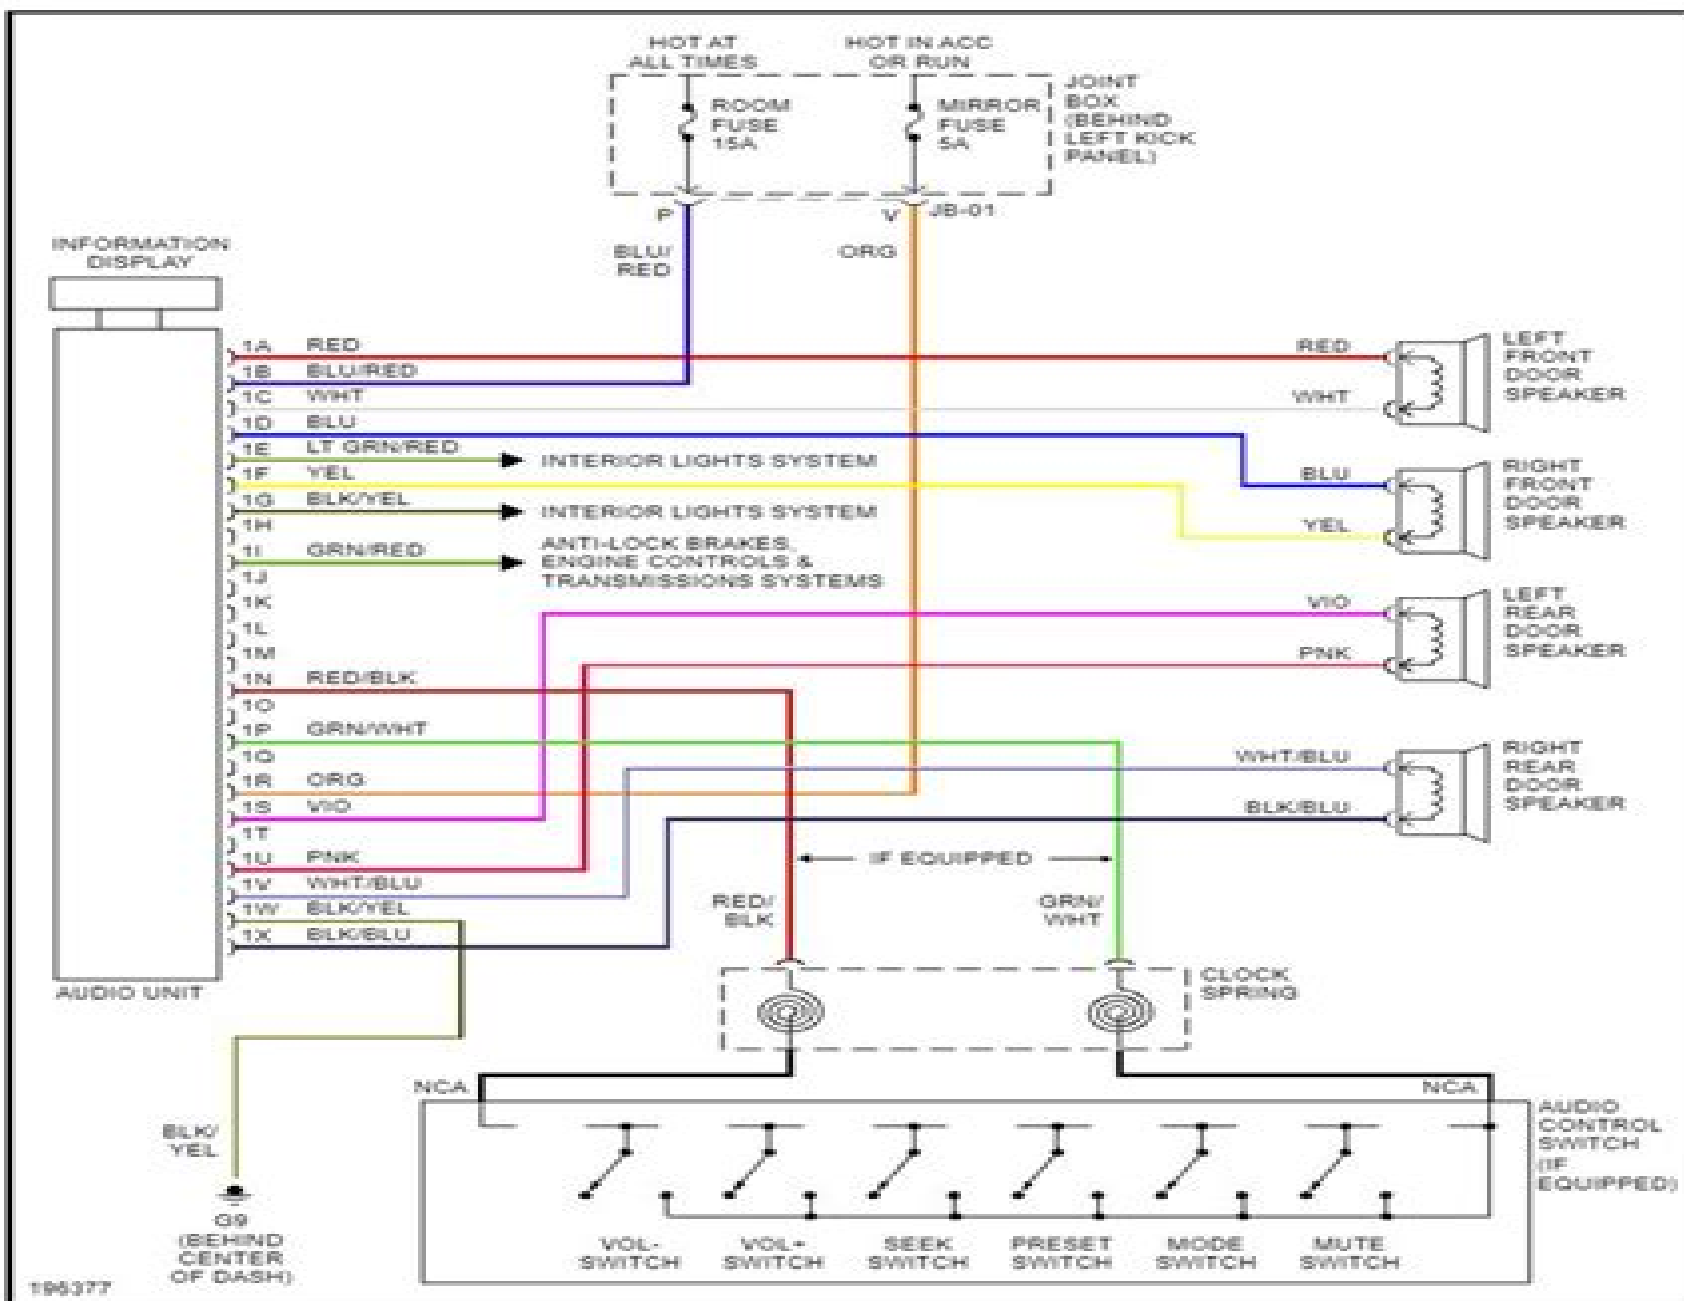 HOT AT
ALL TIMES
HOT IN ACC
OR RUN
ROOM
FUSE
15A
MIRROR
FUSE
5A
JOINT
BOX
(BEHIND
LEFT KICK
PANEL)
P
V
JB-01
BLU/
RED
ORG
INFORMATION
DISPLAY
1A RED
1B BLU/RED
1C WHT
1D BLU
1E LT GRN/RED
1F YEL
1G BLK/YEL
1H
1I GRN/RED
1J
1K
1L
1M
1N RED/BLK
1O
1P GRN/WHT
1Q
1R ORG
1S VIO
1T
1U PNK
1V WHT/BLU
1W BLK/YEL
1X BLK/BLU
AUDIO UNIT
INTERIOR LIGHTS SYSTEM
INTERIOR LIGHTS SYSTEM
ANTI-LOCK BRAKES,
ENGINE CONTROLS &
TRANSMISSIONS SYSTEMS
RED
WHT
LEFT
FRONT
DOOR
SPEAKER
BLU
YEL
RIGHT
FRONT
DOOR
SPEAKER
VIO
PNK
LEFT
REAR
DOOR
SPEAKER
WHT/BLU
BLK/BLU
RIGHT
REAR
DOOR
SPEAKER
IF EQUIPPED
RED/
BLK
GRN/
WHT
CLOCK
SPRING
NCA
NCA
AUDIO
CONTROL
SWITCH
(IF
EQUIPPED)
BLK/
YEL
G9
(BEHIND
CENTER
OF DASH)
VOL-
SWITCH
VOL+
SWITCH
SEEK
SWITCH
PRESET
SWITCH
MODE
SWITCH
MUTE
SWITCH
196377